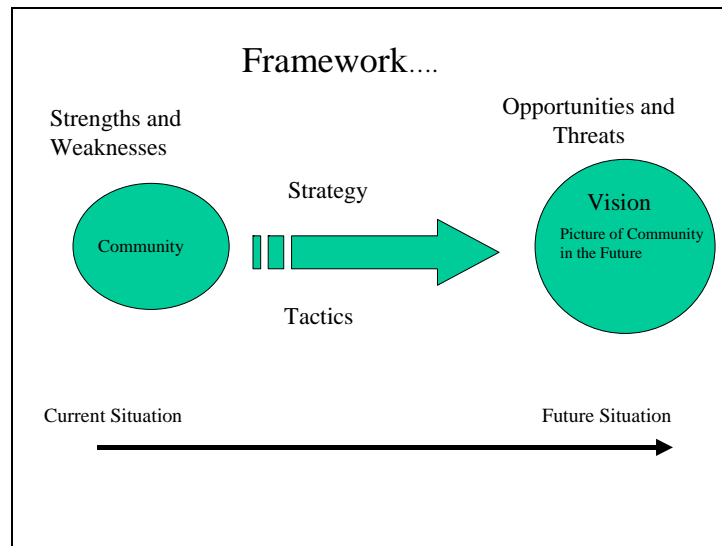 Framework....
Strengths and
Weaknesses
Opportunities and
Threats
Strategy
Community
Vision
Picture of Community
in the Future
Tactics
Current Situation
Future Situation